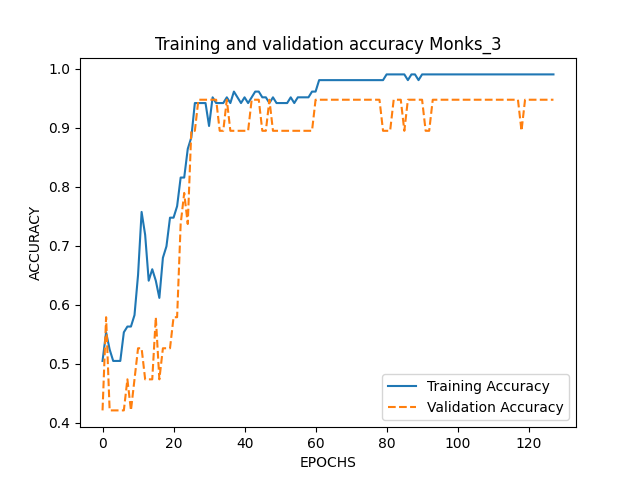 Training and validation accuracy Monks_3
1.0
0.9
0.8
0.7
0.6
0.5
0.4
ACCURACY
Training Accuracy
Validation Accuracy
0 20 40 60 80 100 120
EPOCHS